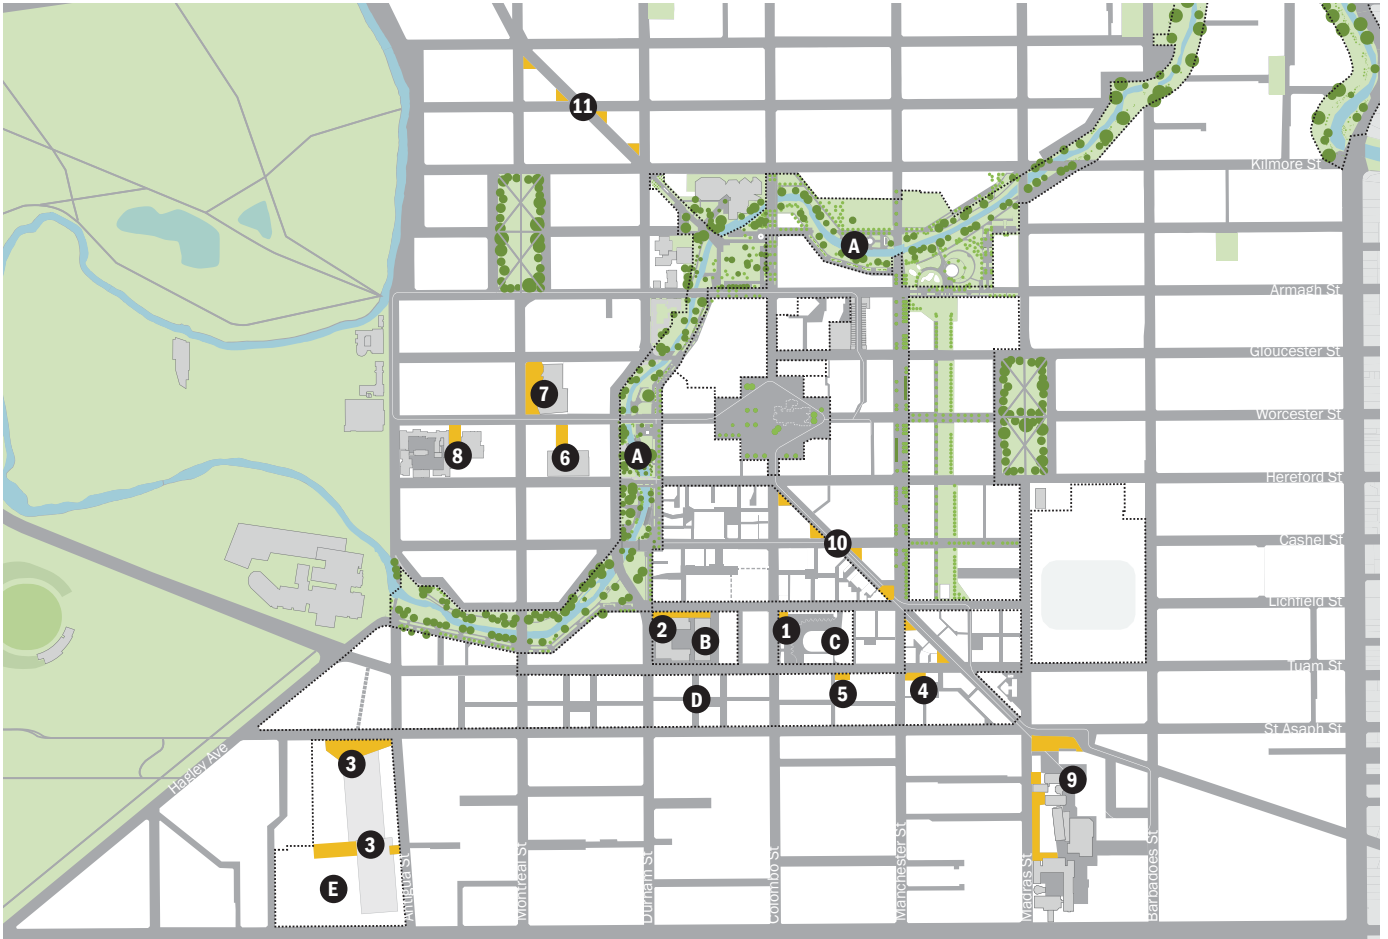 11
Kilmore St
A
Armagh St
Gloucester St
7
Worcester St
8
6
A
Hereford St
10
Cashel St
Lichfield St
2
B
1
C
Tuam St
D
5
4
St Asaph St
Hagley Ave
3
9
3
E
Antigua St
Montreal St
Durham St
Colombo St
Manchester St
Madras St
Barbadoes St